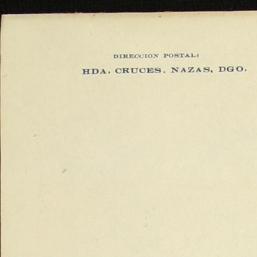 DIRECCION POSTAL:
HDA. CRUCES. NAZAS, DGO.